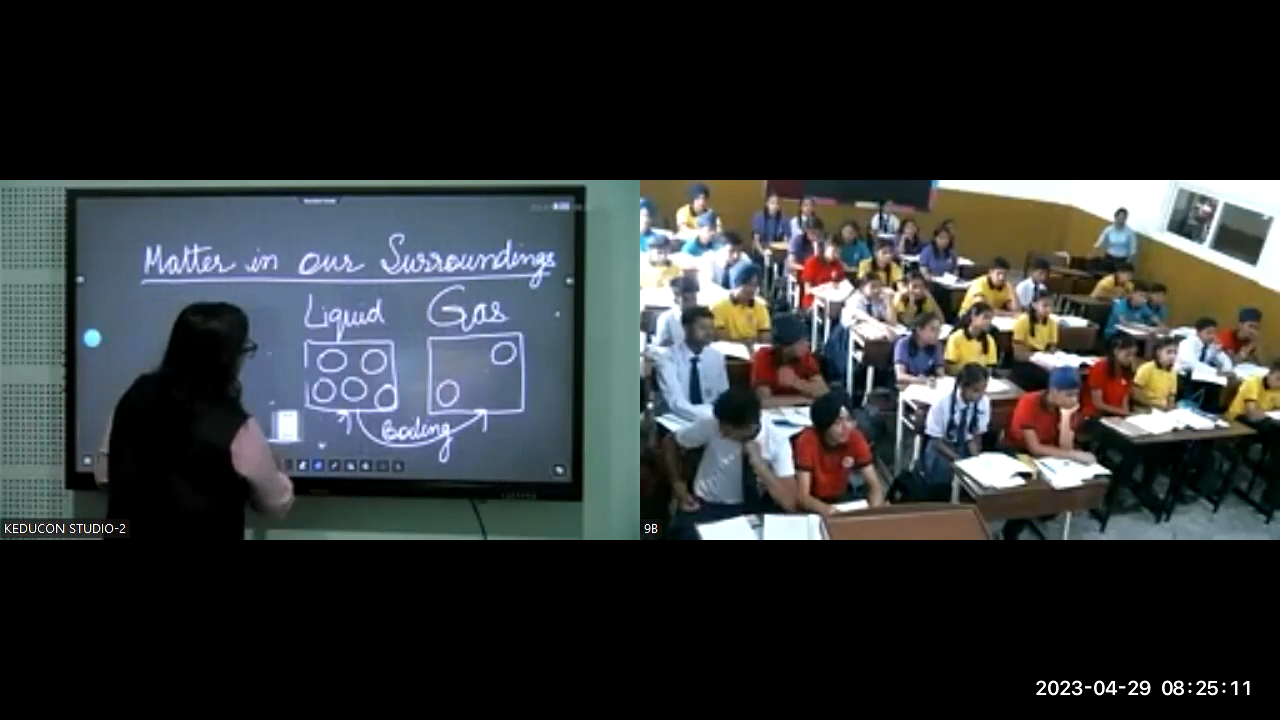 Matter in our Surroundings
Liquid Gas
Boiling
KEDUCON STUDIO-2
9B
2023-04-29 08:25:11